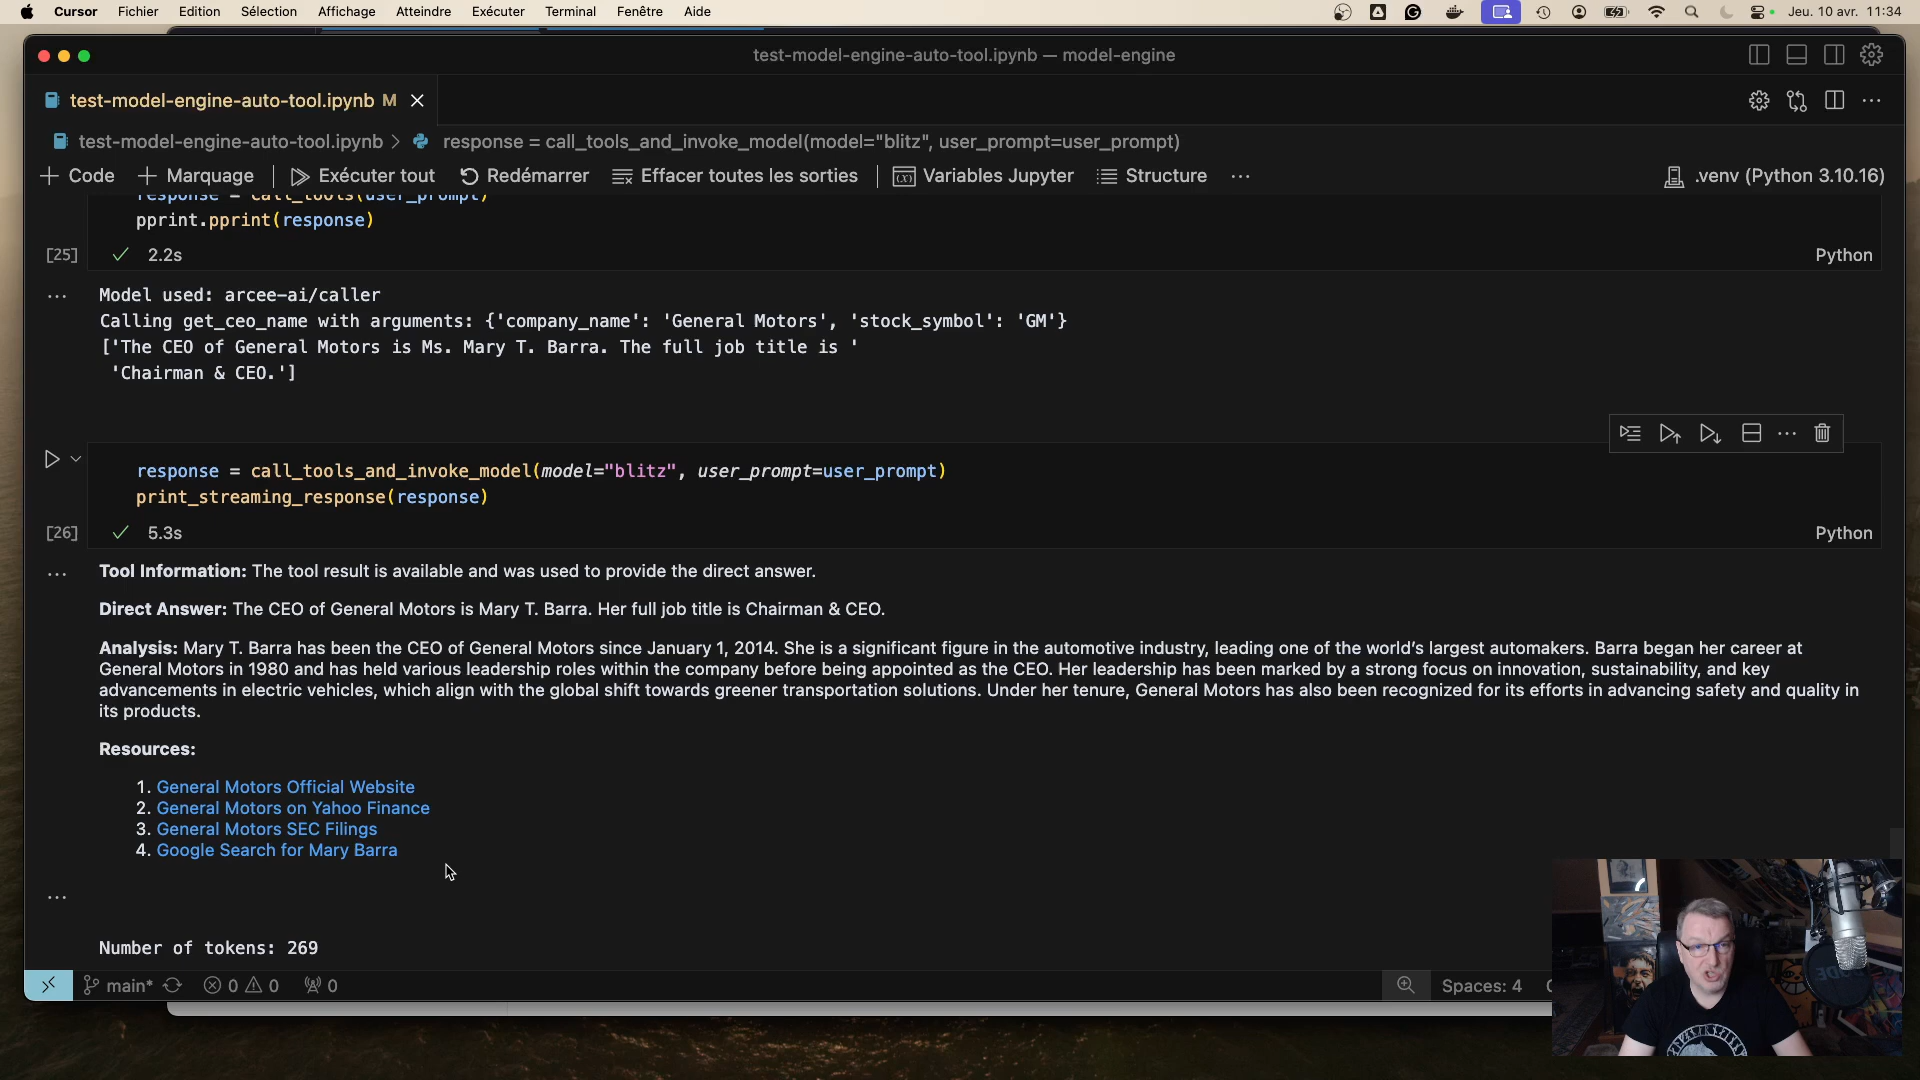 Cursor Fichier Edition Sélection Affichage Atteindre Exécuter Terminal Fenêtre Aide Jeu. 10 avr. 11:34
test-model-engine-auto-tool.ipynb — model-engine
test-model-engine-auto-tool.ipynb M
test-model-engine-auto-tool.ipynb > response = call_tools_and_invoke_model(model="blitz", user_prompt=user_prompt)
+ Code + Marquage Exécuter tout Redémarrer Effacer toutes les sorties Variables Jupyter Structure ... .venv (Python 3.10.16)
response = call_tools(user_prompt)
pprint.pprint(response)
[25] 2.2s Python
Model used: arcee-ai/caller
Calling get_ceo_name with arguments: {'company_name': 'General Motors', 'stock_symbol': 'GM'}
['The CEO of General Motors is Ms. Mary T. Barra. The full job title is '
'Chairman & CEO.']
response = call_tools_and_invoke_model(model="blitz", user_prompt=user_prompt)
print_streaming_response(response)
[26] 5.3s Python
Tool Information: The tool result is available and was used to provide the direct answer.
Direct Answer: The CEO of General Motors is Mary T. Barra. Her full job title is Chairman & CEO.
Analysis: Mary T. Barra has been the CEO of General Motors since January 1, 2014. She is a significant figure in the automotive industry, leading one of the world's largest automakers. Barra began her career at
General Motors in 1980 and has held various leadership roles within the company before being appointed as the CEO. Her leadership has been marked by a strong focus on innovation, sustainability, and key
advancements in electric vehicles, which align with the global shift towards greener transportation solutions. Under her tenure, General Motors has also been recognized for its efforts in advancing safety and quality in
its products.
Resources:
1. General Motors Official Website
2. General Motors on Yahoo Finance
3. General Motors SEC Filings
4. Google Search for Mary Barra
Number of tokens: 269
main* 0 0 0 Spaces: 4